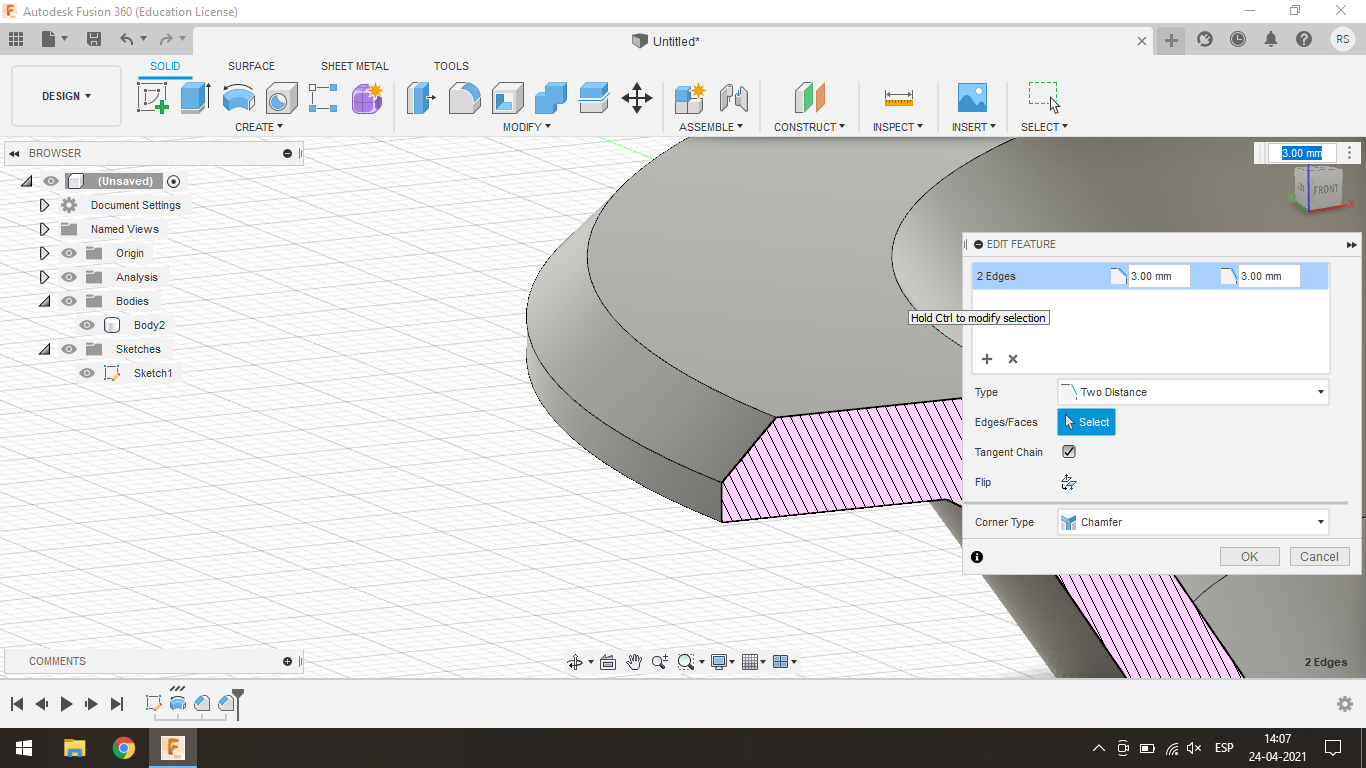 Autodesk Fusion 360 (Education License)
Untitled*
RS
DESIGN
SOLID
SURFACE
SHEET METAL
TOOLS
CREATE
MODIFY
ASSEMBLE
CONSTRUCT
INSPECT
INSERT
SELECT
BROWSER
(Unsaved)
Document Settings
Named Views
Origin
Analysis
Bodies
Body2
Sketches
Sketch1
3.00 mm
FRONT
X
EDIT FEATURE
2 Edges 3.00 mm 3.00 mm
Hold Ctrl to modify selection
Type Two Distance
Edges/Faces Select
Tangent Chain
Flip
Corner Type Chamfer
OK Cancel
COMMENTS
2 Edges
ESP
14:07
24-04-2021